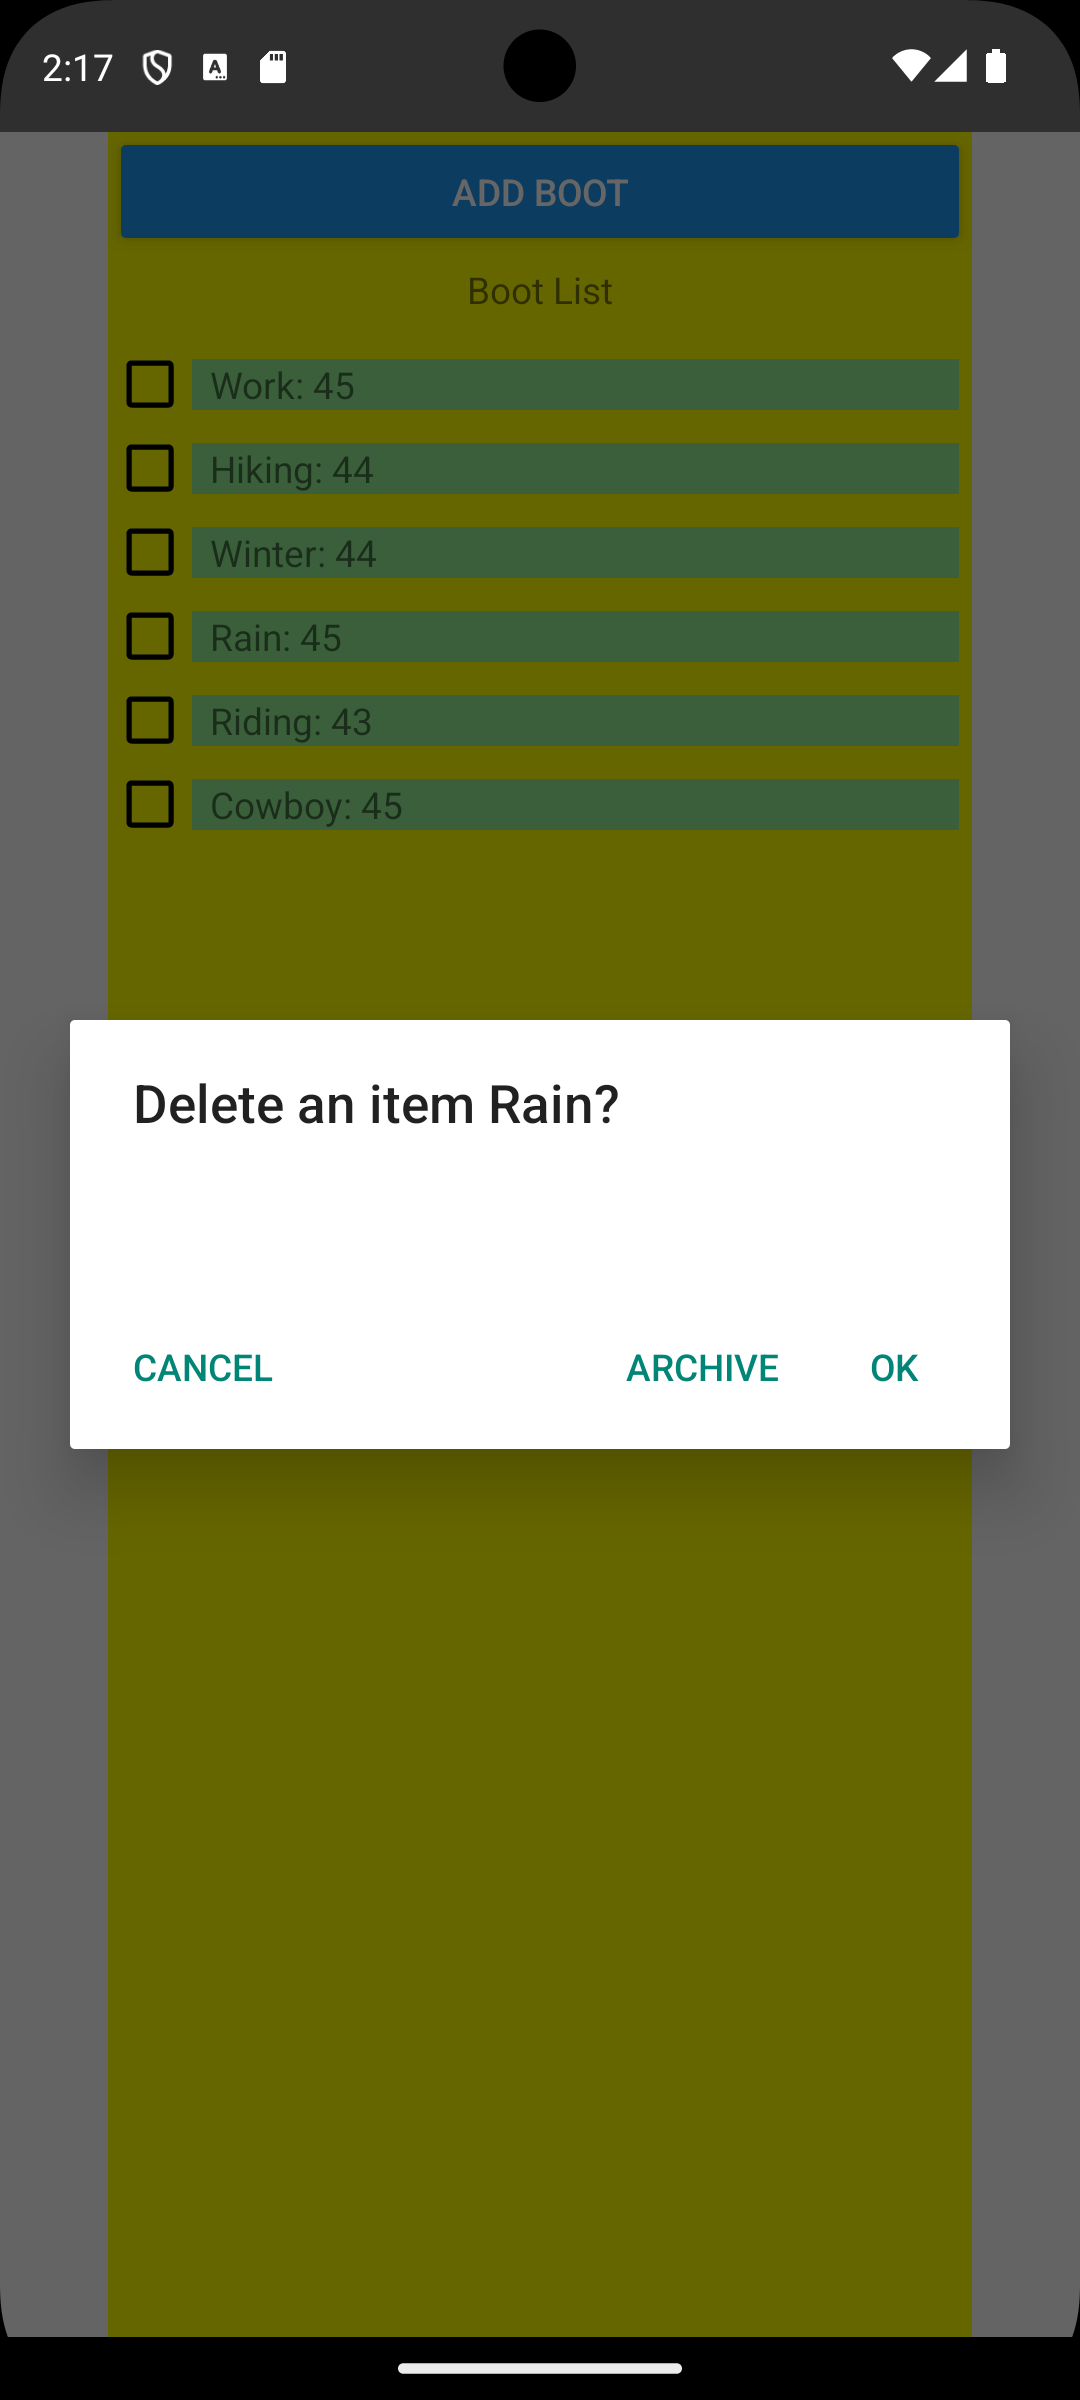 2:17
ADD BOOT
Boot List
Work: 45
Hiking: 44
Winter: 44
Rain: 45
Riding: 43
Cowboy: 45
Delete an item Rain?
CANCEL
ARCHIVE
OK